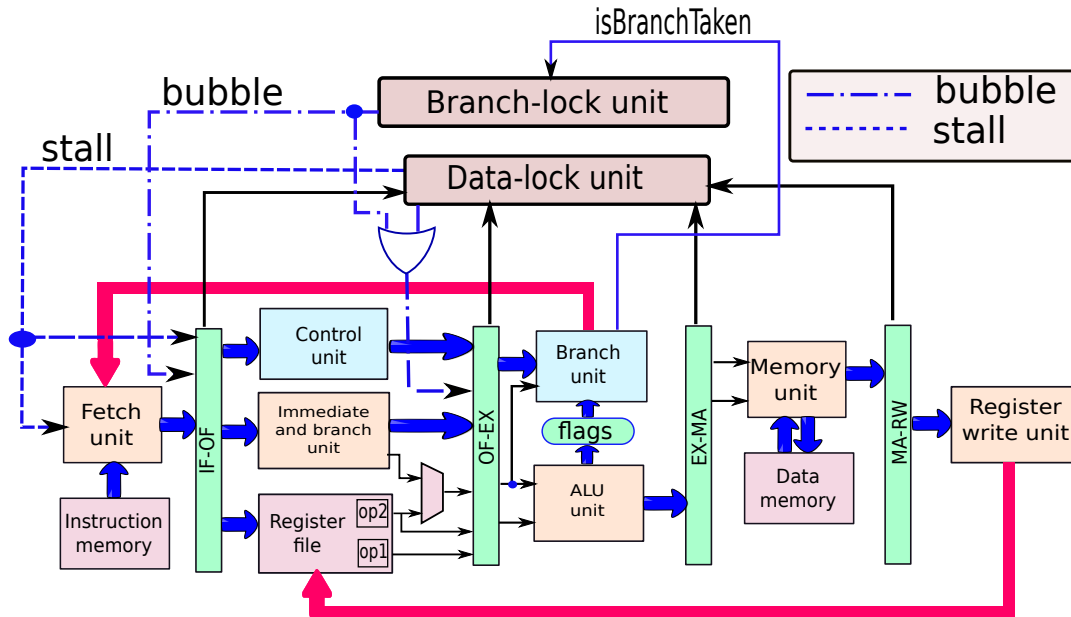 isBranchTaken
bubble
Branch-lock unit
bubble
stall
stall
Data-lock unit
Control
unit
Branch
unit
Memory
unit
Fetch
unit
Immediate
and branch
unit
flags
Register
write unit
IF-OF
OF-EX
EX-MA
MA-RW
Instruction
memory
Register
file
op2
op1
ALU
unit
Data
memory